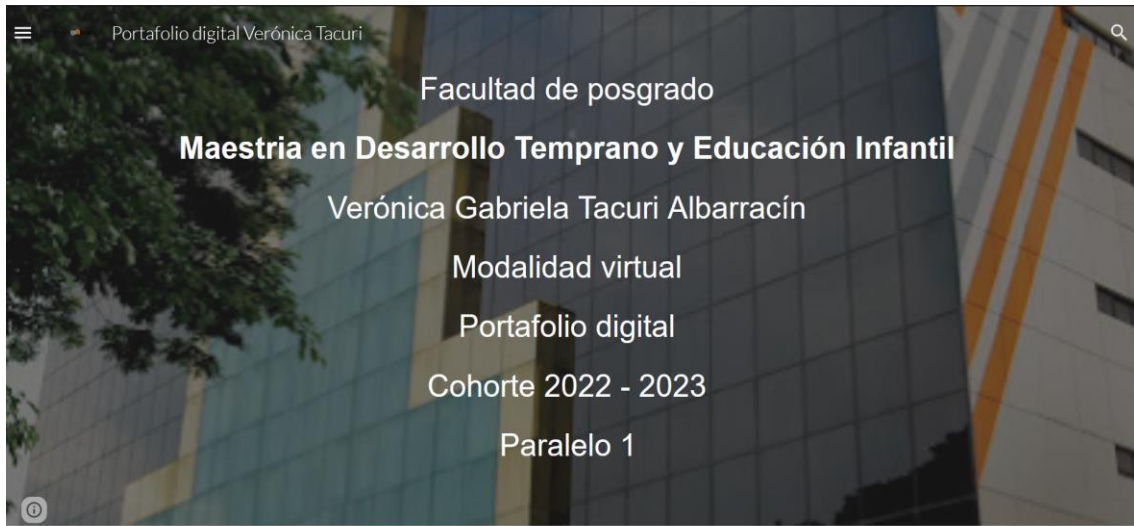 Portafolio digital Verónica Tacuri
Facultad de posgrado
Maestria en Desarrollo Temprano y Educación Infantil
Verónica Gabriela Tacuri Albarracín
Modalidad virtual
Portafolio digital
Cohorte 2022 - 2023
Paralelo 1